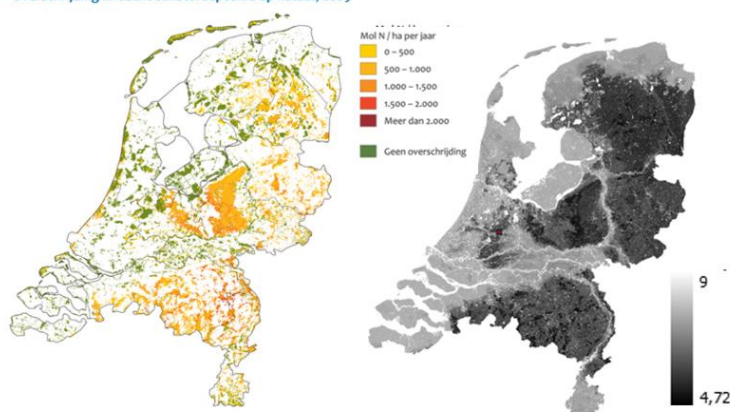 Mol N / ha per jaar
0 – 500
500 – 1.000
1.000 – 1.500
1.500 – 2.000
Meer dan 2.000
Geen overschrijding
9
4,72